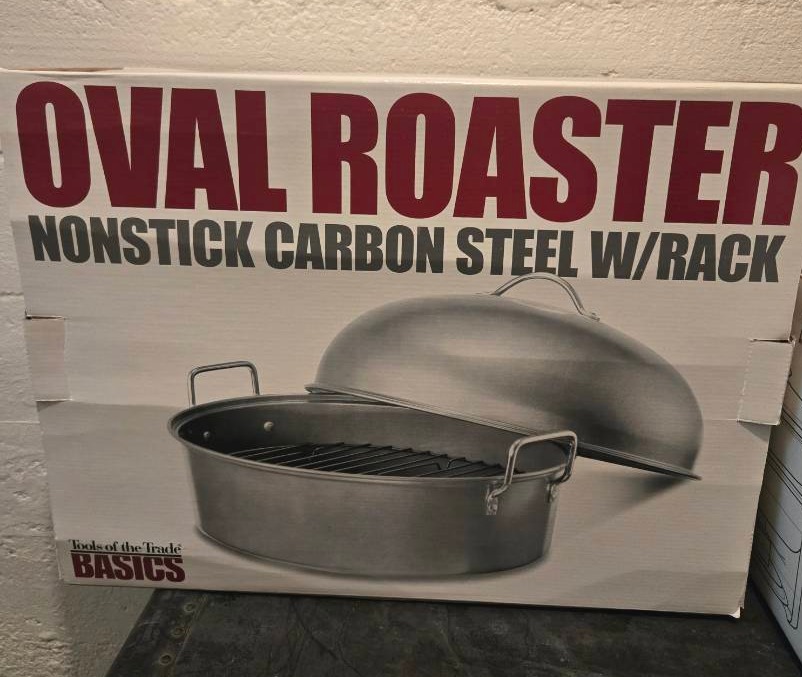 OVAL ROASTER
NONSTICK CARBON STEEL W/RACK
Tools of the Trade
BASICS